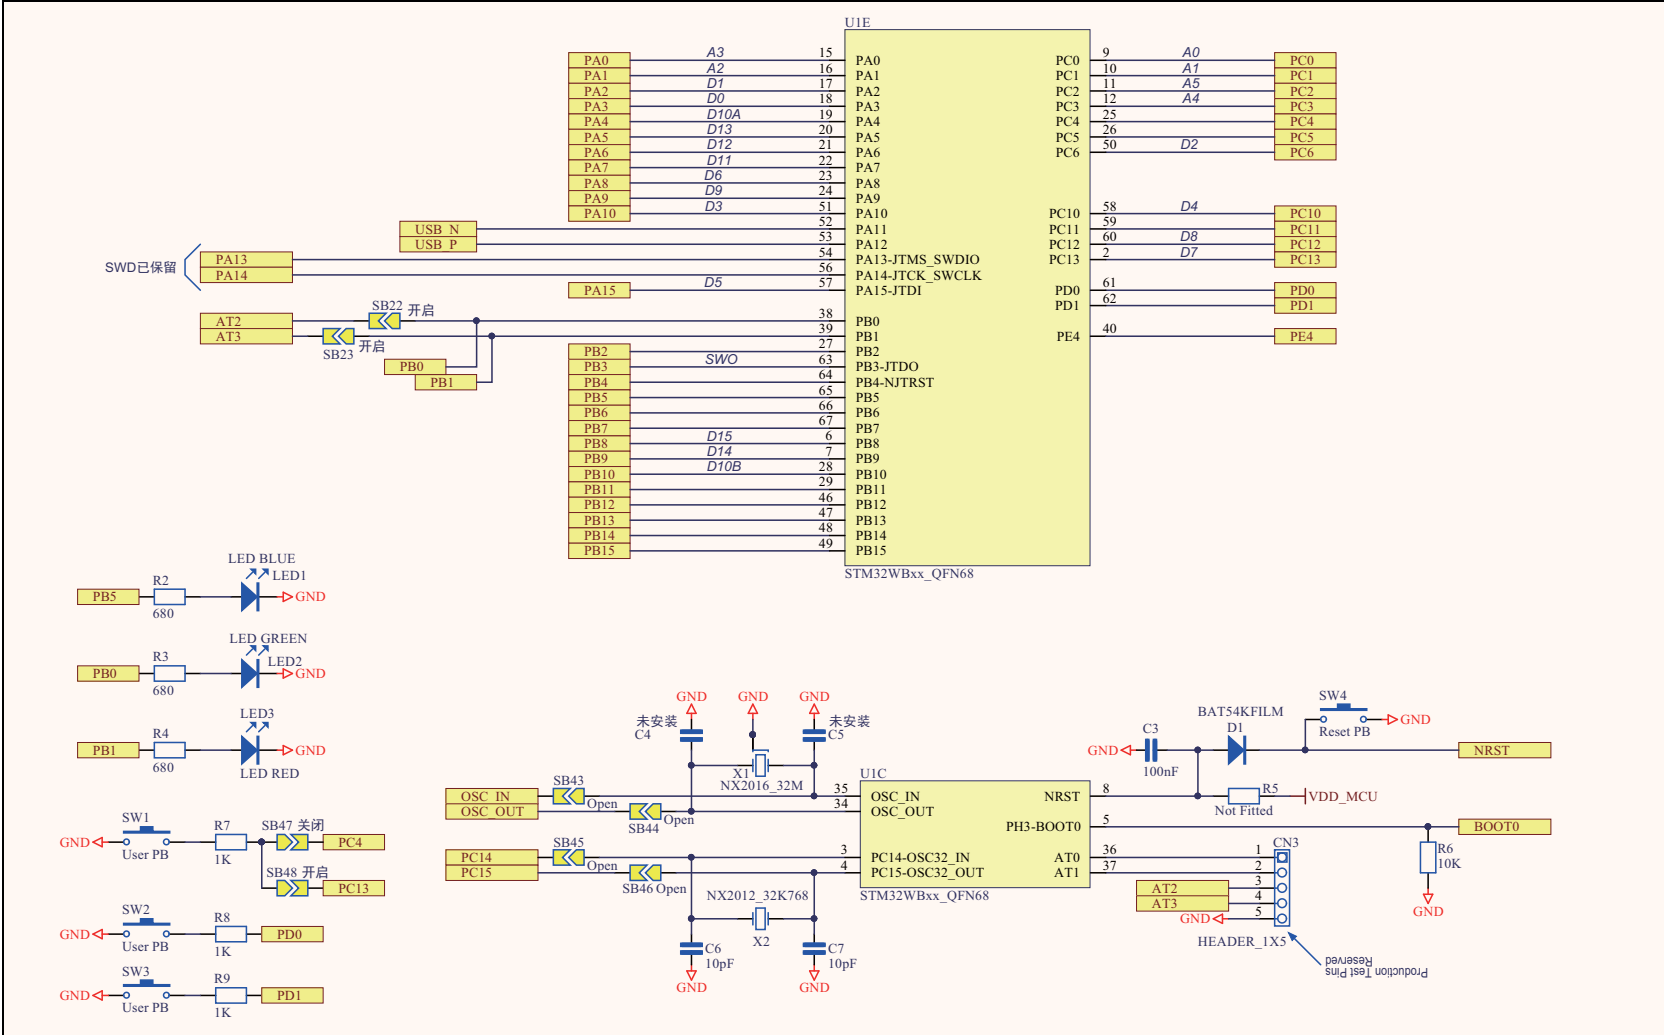 U1E
PA0 A3 15 PA0 PC0 9 A0 PC0
PA1 A2 16 PA1 PC1 10 A1 PC1
PA2 D1 17 PA2 PC2 11 A5 PC2
PA3 D0 18 PA3 PC3 12 A4 PC3
PA4 D10A 19 PA4 PC4 25 PC4
PA5 D13 20 PA5 PC5 26 PC5
PA6 D12 21 PA6 PC6 50 D2 PC6
PA7 D11 22 PA7
PA8 D6 23 PA8
PA9 D9 24 PA9
PA10 D3 51 PA10 PC10 58 D4 PC10
USB_N 52 PA11 PC11 59 PC11
USB_P 53 PA12 PC12 60 D8 PC12
SWD已保留
PA13 54 PA13-JTMS_SWDIO PC13 2 D7 PC13
PA14 56 PA14-JTCK_SWCLK
PA15 D5 57 PA15-JTDI PD0 61 PD0
PD1 62 PD1
AT2 SB22 开启 38 PB0
AT3 SB23 开启 39 PB1 PE4 40 PE4
PB0
PB1
PB2 27 PB2
PB3 SWO 63 PB3-JTDO
PB4 64 PB4-NJTRST
PB5 65 PB5
PB6 66 PB6
PB7 67 PB7
PB8 D15 6 PB8
PB9 D14 7 PB9
PB10 D10B 28 PB10
PB11 29 PB11
PB12 46 PB12
PB13 47 PB13
PB14 48 PB14
PB15 49 PB15
STM32WBxx_QFN68
LED BLUE
LED1
PB5 R2 680 GND
LED GREEN
LED2
PB0 R3 680 GND
LED3
PB1 R4 680 GND
LED RED
SW1 R7 SB47 关闭
GND User PB 1K PC4
SB48 开启
PC13
SW2 R8
GND User PB 1K PD0
SW3 R9
GND User PB 1K PD1
GND GND GND
未安装 未安装
C4 C5
X1
NX2016_32M
U1C
OSC_IN SB43 Open 35 OSC_IN
OSC_OUT SB44 Open 34 OSC_OUT
PC14 SB45 Open 3 PC14-OSC32_IN
PC15 SB46 Open 4 PC15-OSC32_OUT
STM32WBxx_QFN68
NX2012_32K768
X2
C6 C7
10pF 10pF
GND GND
SW4
Reset PB GND
BAT54KFILM
D1
GND C3 100nF NRST
NRST 8 R5 Not Fitted VDD_MCU
PH3-BOOT0 5 BOOT0
R6
10K
GND
CN3
AT0 36 1
AT1 37 2
AT2 3
AT3 4
GND 5
HEADER_1X5
Production Test Pins
Reserved